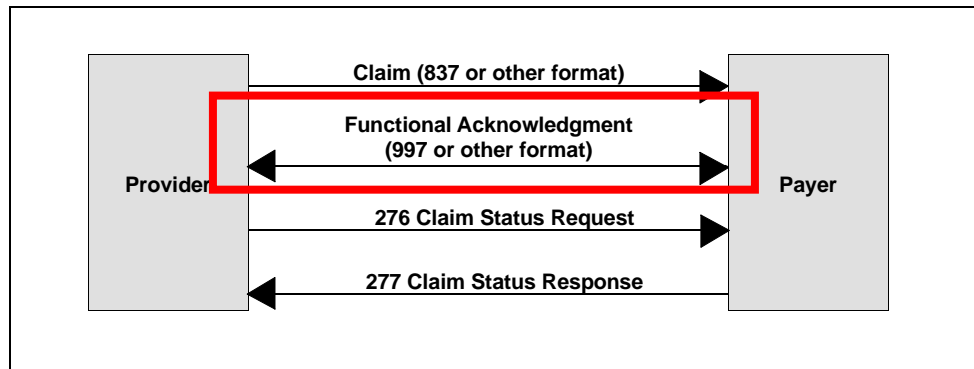 Claim (837 or other format)
Functional Acknowledgment
(997 or other format)
Provider
Payer
276 Claim Status Request
277 Claim Status Response